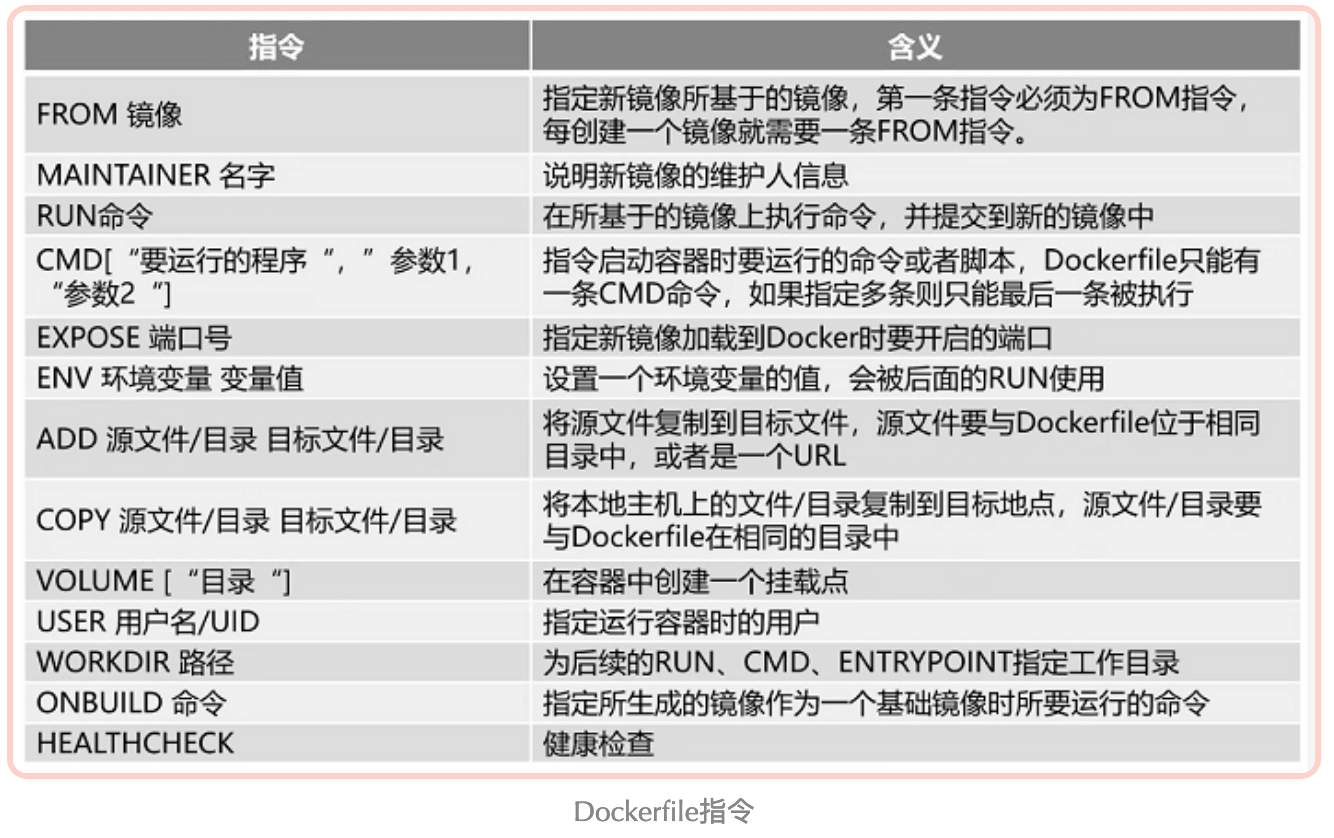 指令 含义
FROM 镜像 指定新镜像所基于的镜像，第一条指令必须为FROM指令，
每创建一个镜像就需要一条FROM指令。
MAINTAINER 名字 说明新镜像的维护人信息
RUN命令 在所基于的镜像上执行命令，并提交到新的镜像中
CMD[“要运行的程序“，”参数1，
“参数2“]
指令启动容器时要运行的命令或者脚本，Dockerfile只能有
一条CMD命令，如果指定多条则只能最后一条被执行
EXPOSE 端口号 指定新镜像加载到Docker时要开启的端口
ENV 环境变量 变量值 设置一个环境变量的值，会被后面的RUN使用
ADD 源文件/目录 目标文件/目录 将源文件复制到目标文件，源文件要与Dockerfile位于相同
目录中，或者是一个URL
COPY 源文件/目录 目标文件/目录 将本地主机上的文件/目录复制到目标地点，源文件/目录要
与Dockerfile在相同的目录中
VOLUME [“目录“] 在容器中创建一个挂载点
USER 用户名/UID 指定运行容器时的用户
WORKDIR 路径 为后续的RUN、CMD、ENTRYPOINT指定工作目录
ONBUILD 命令 指定所生成的镜像作为一个基础镜像时所要运行的命令
HEALTHCHECK 健康检查
Dockerfile指令